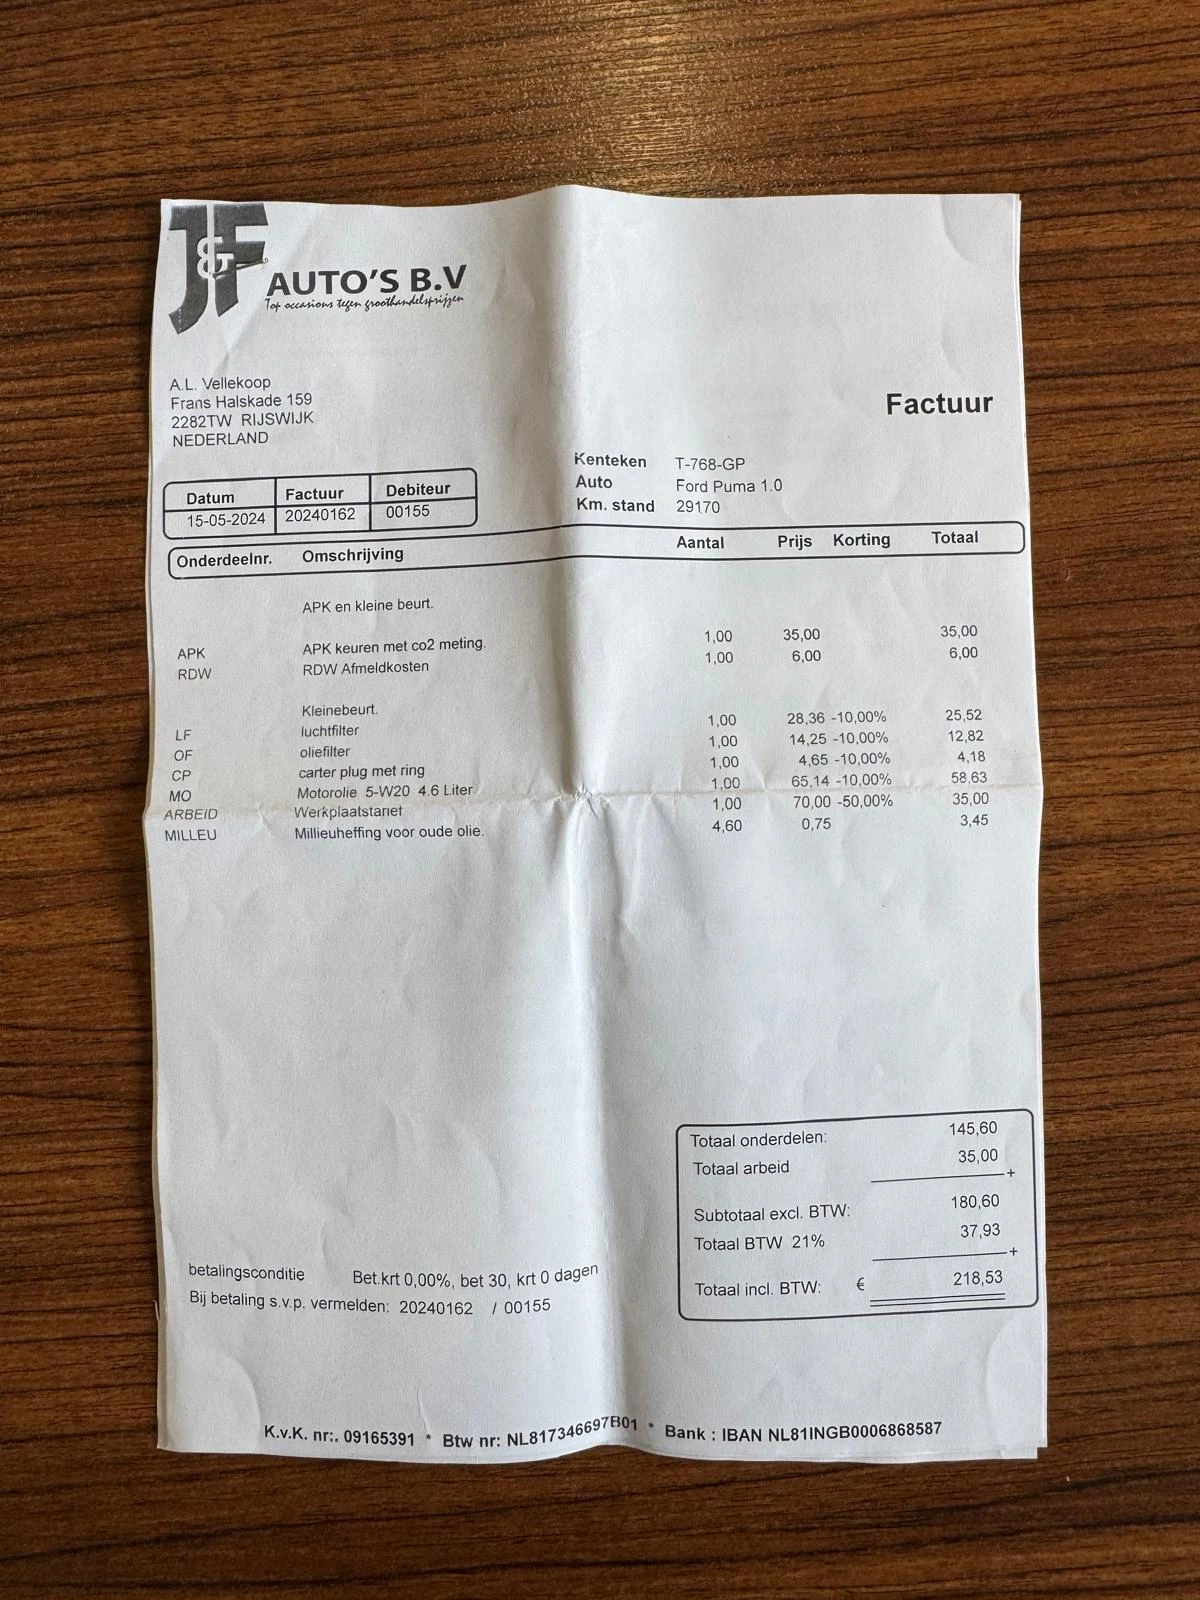 J&F AUTO'S B.V
Top occasions tegen groothandelsprijzen
A.L. Vellekoop
Frans Halskade 159
2282TW RIJSWIJK
NEDERLAND
Factuur
Kenteken T-768-GP
Auto Ford Puma 1.0
Km. stand 29170
Datum Factuur Debiteur
15-05-2024 20240162 00155
Onderdeelnr. Omschrijving Aantal Prijs Korting Totaal
APK en kleine beurt.
APK APK keuren met co2 meting. 1,00 35,00 35,00
RDW RDW Afmeldkosten 1,00 6,00 6,00
Kleinebeurt.
LF luchtfilter 1,00 28,36 -10,00% 25,52
OF oliefilter 1,00 14,25 -10,00% 12,82
CP carter plug met ring 1,00 4,65 -10,00% 4,18
MO Motorolie 5-W20 4.6 Liter 1,00 65,14 -10,00% 58,63
ARBEID Werkplaatstarief 1,00 70,00 -50,00% 35,00
MILLEU Millieuheffing voor oude olie. 4,60 0,75 3,45
Totaal onderdelen: 145,60
Totaal arbeid 35,00
+
Subtotaal excl. BTW: 180,60
Totaal BTW 21% 37,93
+
Totaal incl. BTW: € 218,53
betalingsconditie Bet.krt 0,00%, bet 30, krt 0 dagen
Bij betaling s.v.p. vermelden: 20240162 / 00155
K.v.K. nr:. 09165391 * Btw nr: NL817346697B01 * Bank : IBAN NL81INGB0006868587